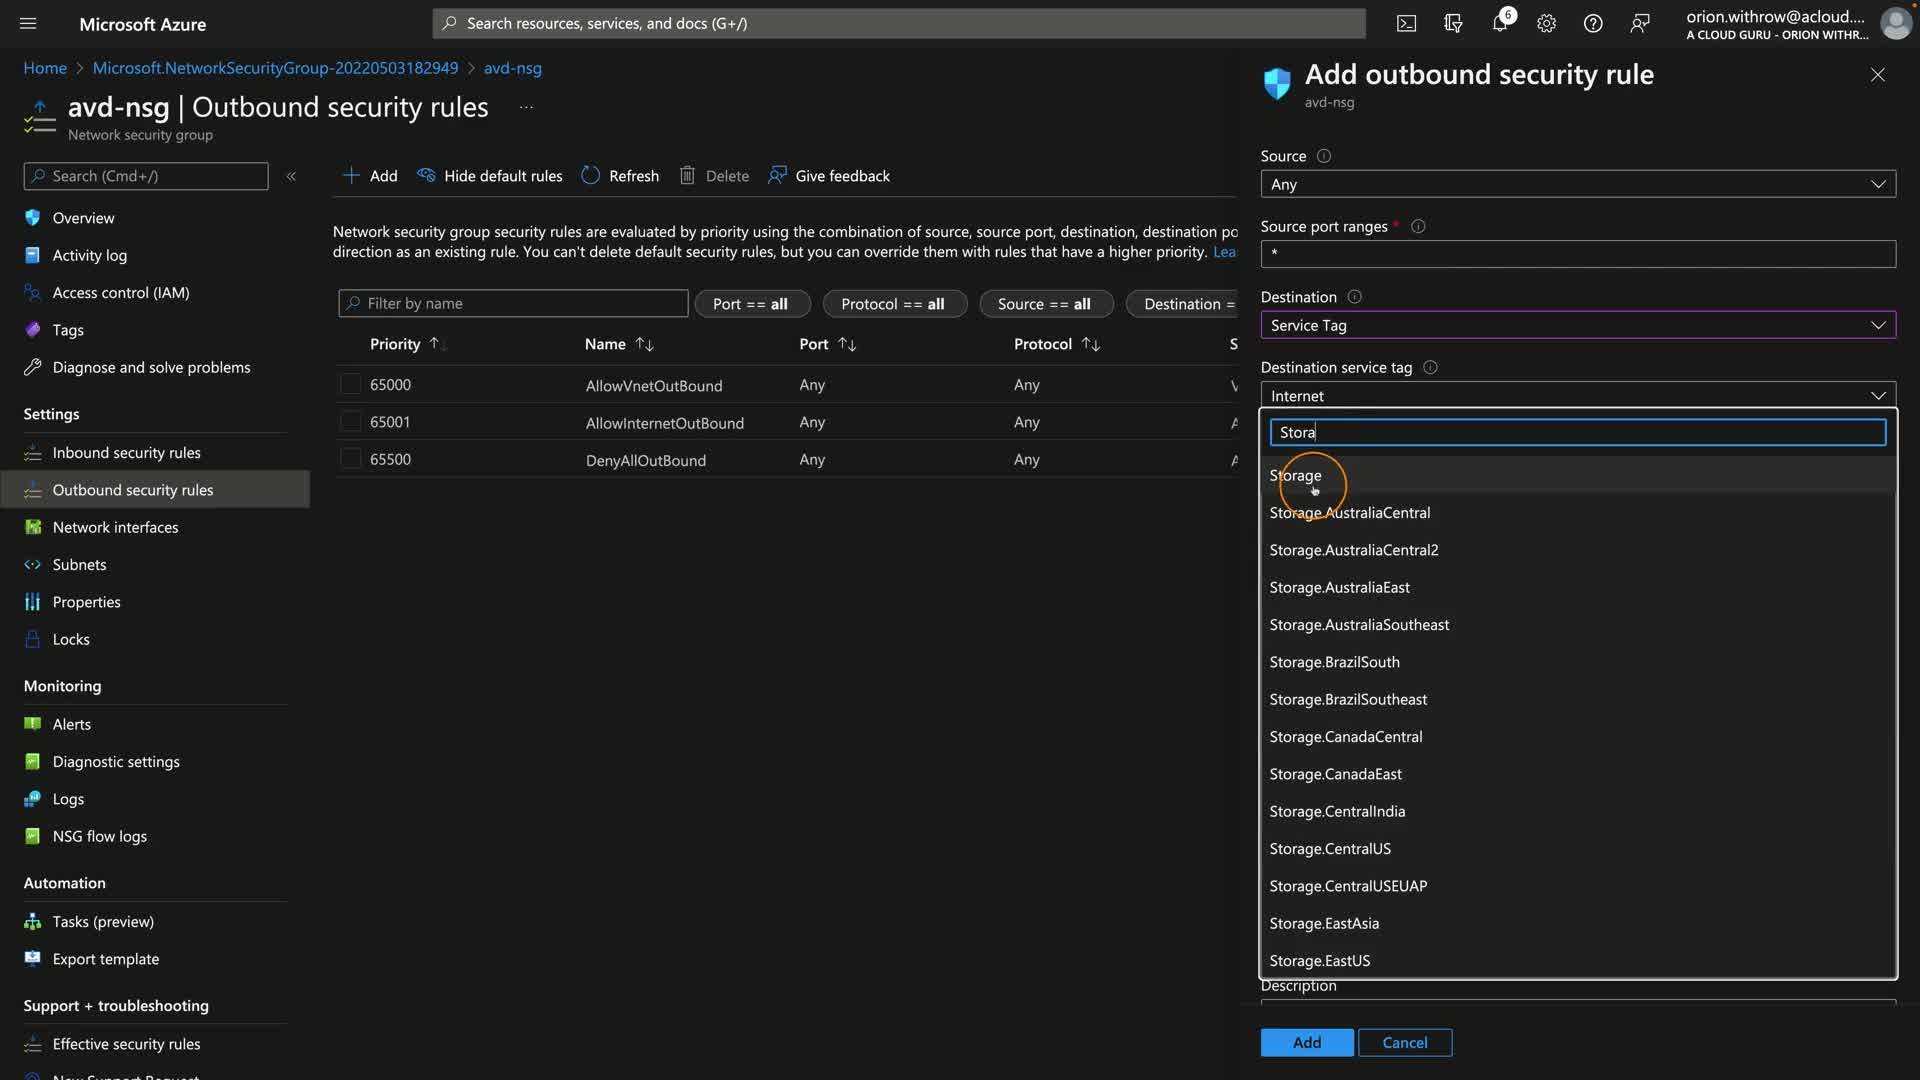 Microsoft Azure
Search resources, services, and docs (G+/)
6
orion.withrow@acloud....
A CLOUD GURU - ORION WITHR...
Home > Microsoft.NetworkSecurityGroup-20220503182949 > avd-nsg
avd-nsg | Outbound security rules ...
Network security group
Search (Cmd+/)
«
Overview
Activity log
Access control (IAM)
Tags
Diagnose and solve problems
Settings
Inbound security rules
Outbound security rules
Network interfaces
Subnets
Properties
Locks
Monitoring
Alerts
Diagnostic settings
Logs
NSG flow logs
Automation
Tasks (preview)
Export template
Support + troubleshooting
Effective security rules
New Support Request
Add Hide default rules Refresh Delete Give feedback
Network security group security rules are evaluated by priority using the combination of source, source port, destination, destination po
direction as an existing rule. You can't delete default security rules, but you can override them with rules that have a higher priority. Lea
Filter by name Port == all Protocol == all Source == all Destination =
Priority ↑↓ Name ↑↓ Port ↑↓ Protocol ↑↓ S
65000 AllowVnetOutBound Any Any V
65001 AllowInternetOutBound Any Any A
65500 DenyAllOutBound Any Any A
Add outbound security rule
avd-nsg
Source
Any
Source port ranges *
*
Destination
Service Tag
Destination service tag
Internet
Stora
Storage
Storage.AustraliaCentral
Storage.AustraliaCentral2
Storage.AustraliaEast
Storage.AustraliaSoutheast
Storage.BrazilSouth
Storage.BrazilSoutheast
Storage.CanadaCentral
Storage.CanadaEast
Storage.CentralIndia
Storage.CentralUS
Storage.CentralUSEUAP
Storage.EastAsia
Storage.EastUS
Description
Add Cancel